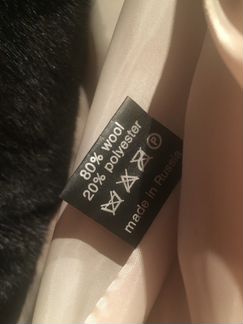 80% wool
20% polyester
P
made in Russia